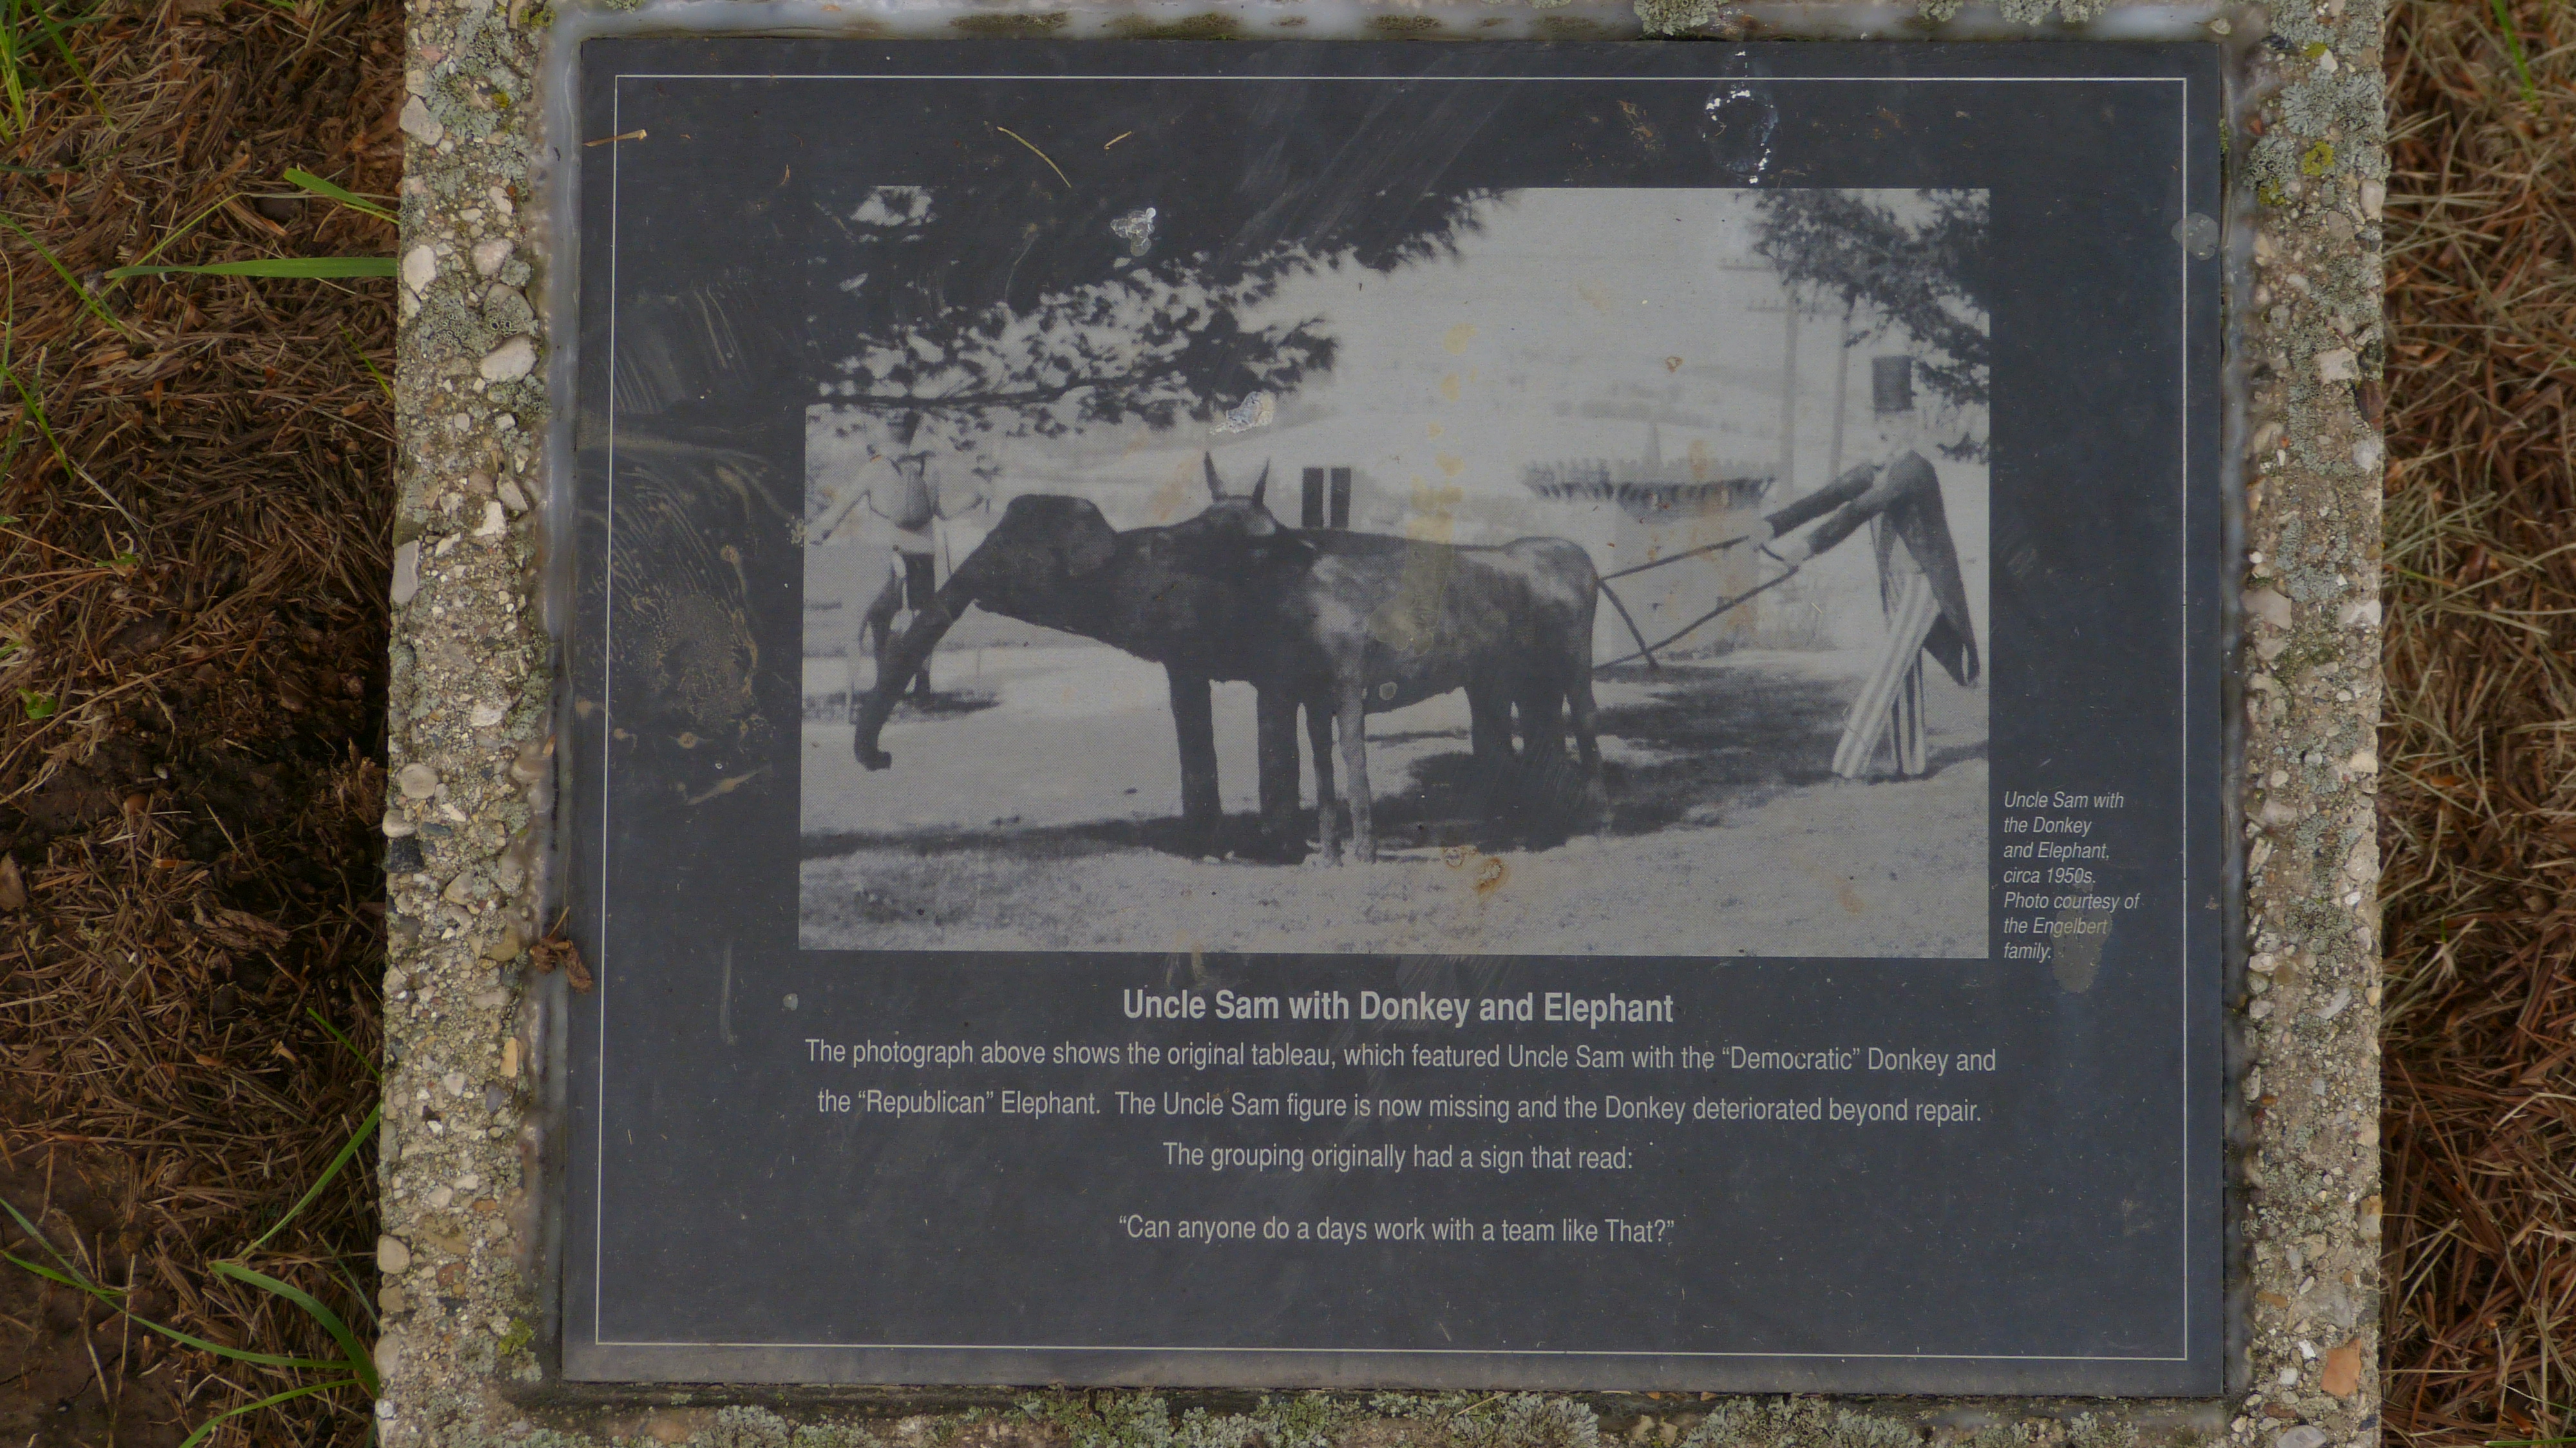 Uncle Sam with
the Donkey
and Elephant,
circa 1950s.
Photo courtesy of
the Engelbert
family.
Uncle Sam with Donkey and Elephant
The photograph above shows the original tableau, which featured Uncle Sam with the “Democratic” Donkey and
the “Republican” Elephant.  The Uncle Sam figure is now missing and the Donkey deteriorated beyond repair.
The grouping originally had a sign that read:
“Can anyone do a days work with a team like That?”